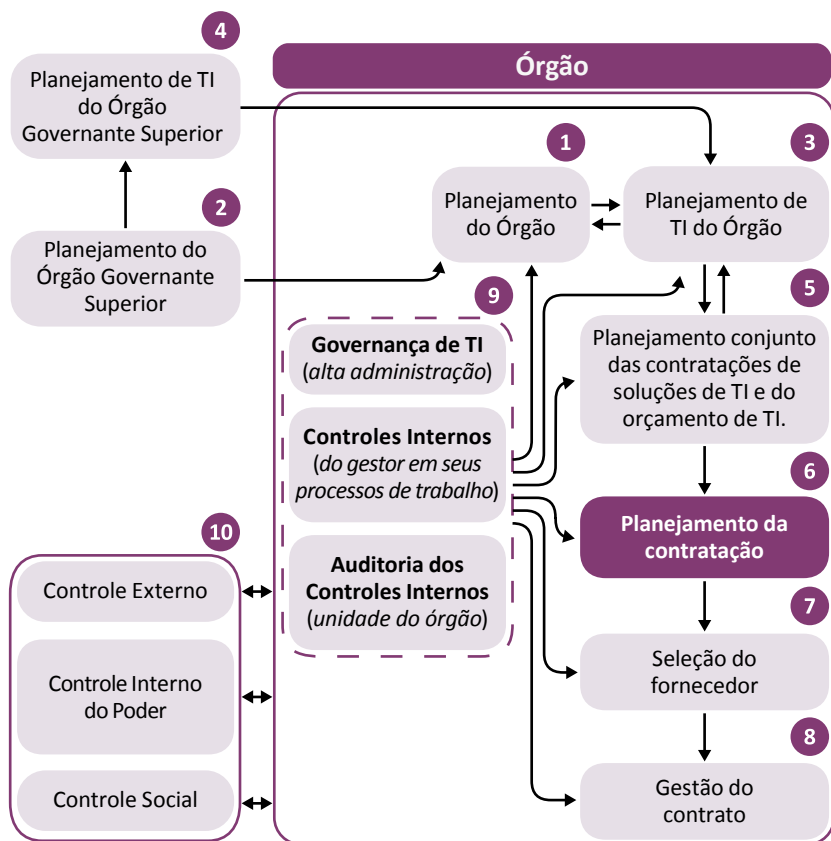 4
Órgão
Planejamento de TI
do Órgão
Governante Superior
1
3
Planejamento
do Órgão
Planejamento de
TI do Órgão
2
Planejamento do
Órgão Governante
Superior
9
5
Governança de TI
(alta administração)
Planejamento conjunto
das contratações de
soluções de TI e do
orçamento de TI.
Controles Internos
(do gestor em seus
processos de trabalho)
6
Planejamento da
contratação
10
Auditoria dos
Controles Internos
(unidade do órgão)
Controle Externo
7
Seleção do
fornecedor
Controle Interno
do Poder
8
Gestão do
contrato
Controle Social